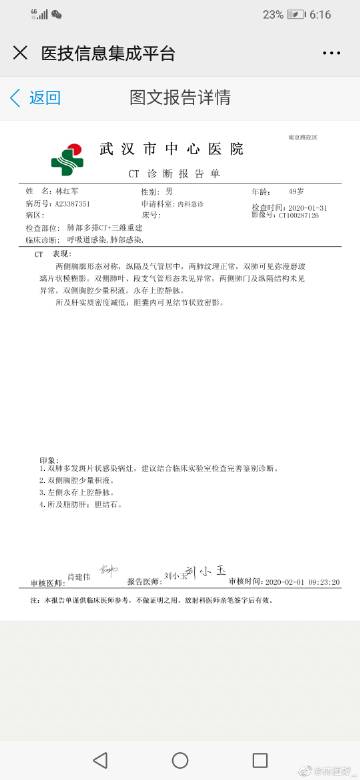 23% 6:16
医技信息集成平台
返回 图文报告详情
武汉市中心医院
CT 诊断报告单
姓 名: 林红军 性别: 男 年龄: 49岁
病历号: A23387351 申请科室: 内科急诊 检查时间: 2020-01-31
病区: 床号: 影像号: CT100287126
检查部位: 肺部多排CT+三维重建
临床诊断: 呼吸道感染,肺部感染,
CT 表现:
两侧胸廓形态对称,纵隔及气管居中,两肺纹理正常,双肺可见弥漫磨玻
璃片状模糊影。双侧肺叶、段支气管形态未见异常,两侧肺门及纵隔结构未见
异常。双侧胸腔少量积液。永存上腔静脉。
所及肝实质密度减低;胆囊内可见结节状致密影。
印象:
1.双肺多发斑片状感染病灶,建议结合临床实验室检查完善鉴别诊断。
2.双侧胸腔少量积液。
3.左侧永存上腔静脉。
4.所及脂肪肝;胆结石。
审核医师: 肖建伟 报告医师: 刘小玉 刘小玉 审核时间: 2020-02-01 09:23:20
注:本报告单谨供临床医师参考,不做证明之用,放射科医师亲笔签字后有效。